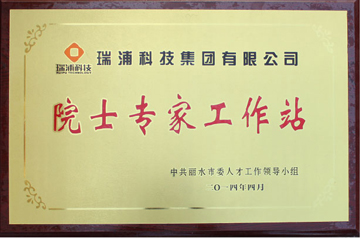 瑞浦科技集团有限公司
瑞浦科技
院士专家工作站
中共丽水市委人才工作领导小组
二〇一四年四月